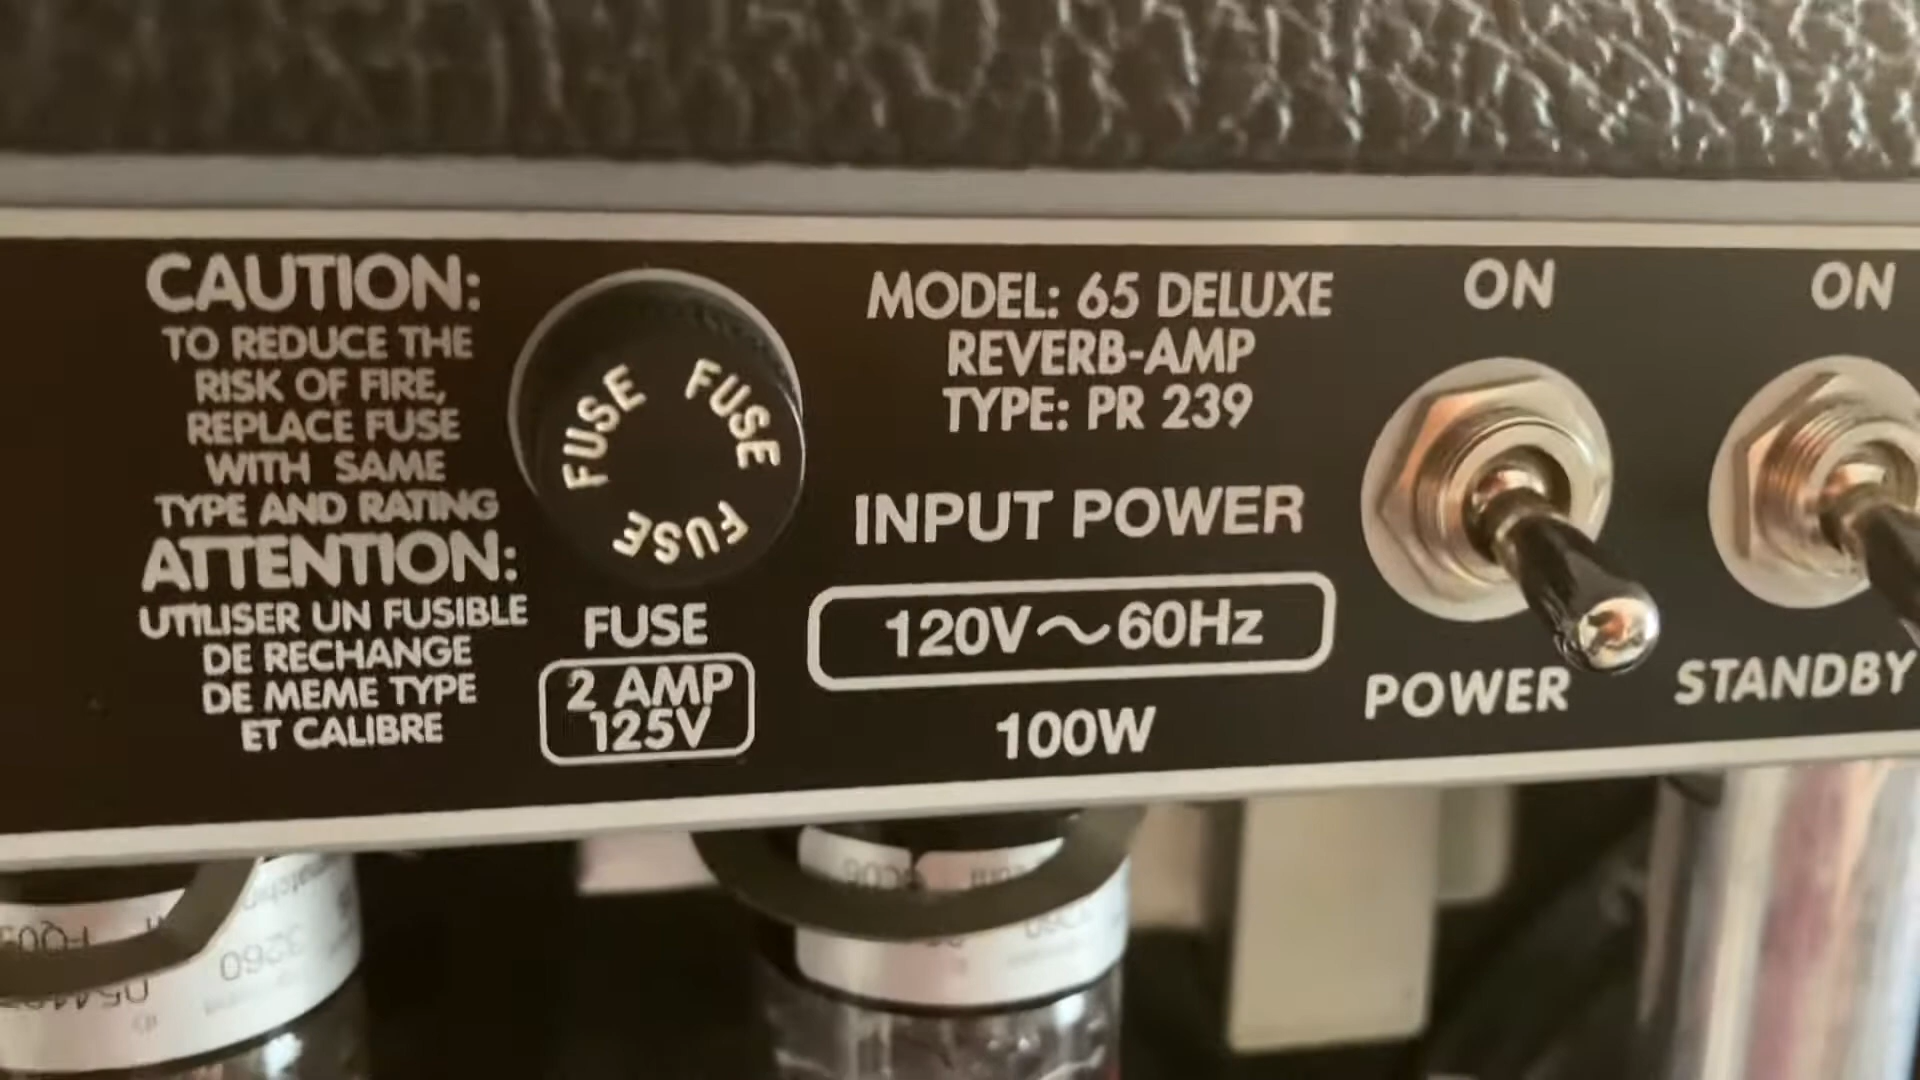 CAUTION:
TO REDUCE THE
RISK OF FIRE,
REPLACE FUSE
WITH SAME
TYPE AND RATING
ATTENTION:
UTILISER UN FUSIBLE
DE RECHANGE
DE MEME TYPE
ET CALIBRE
FUSE FUSE FUSE
FUSE
2 AMP
125V
MODEL: 65 DELUXE
REVERB-AMP
TYPE: PR 239
INPUT POWER
120V~60Hz
100W
ON
POWER
ON
STANDBY
3260